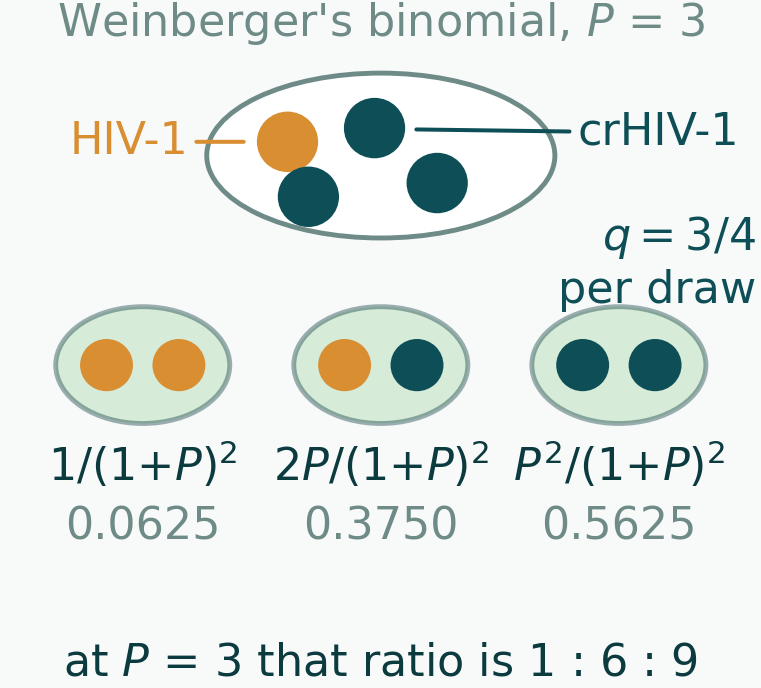 Weinberger's binomial, P = 3
HIV-1
crHIV-1
q = 3/4
per draw
1/(1+P)² 2P/(1+P)² P²/(1+P)²
0.0625 0.3750 0.5625
at P = 3 that ratio is 1 : 6 : 9